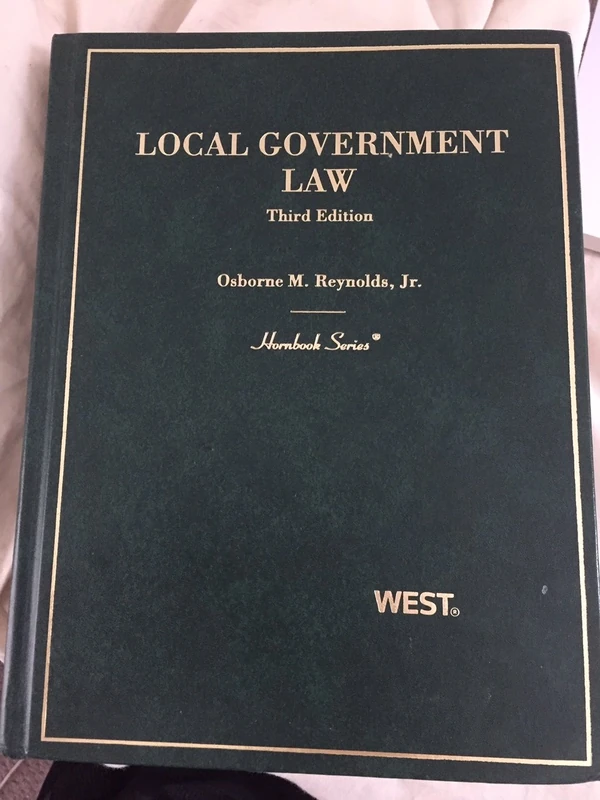 LOCAL GOVERNMENT
LAW
Third Edition
Osborne M. Reynolds, Jr.
Hornbook Series®
WEST®